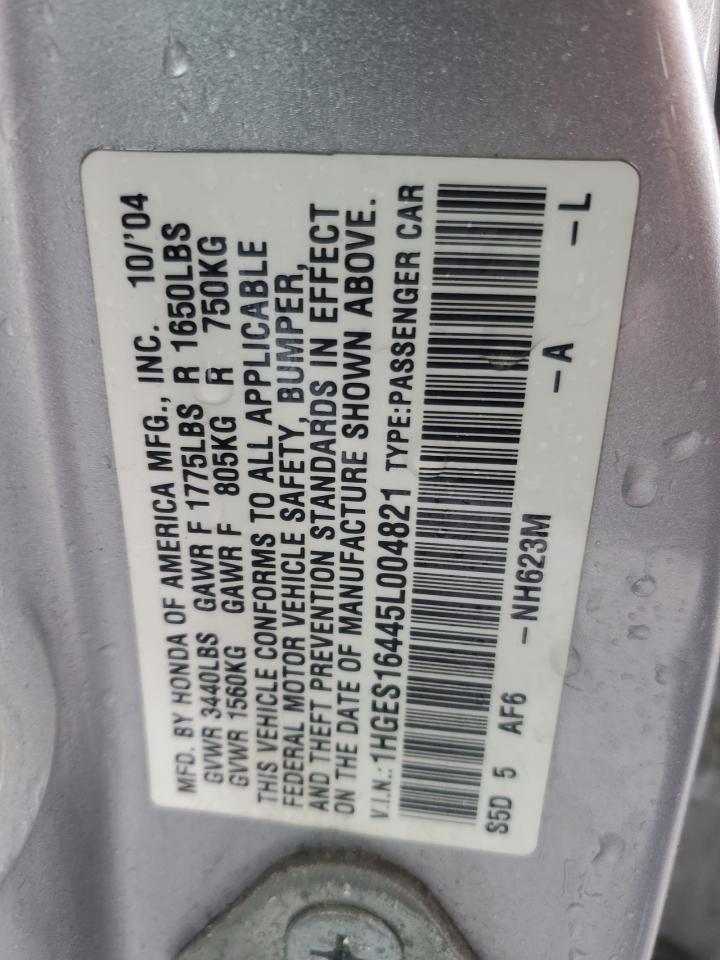 MFD. BY HONDA OF AMERICA MFG., INC. 10/'04
GVWR 3440LBS GAWR F 1775LBS R 1650LBS
GVWR 1560KG GAWR F 805KG R 750KG
THIS VEHICLE CONFORMS TO ALL APPLICABLE
FEDERAL MOTOR VEHICLE SAFETY, BUMPER,
AND THEFT PREVENTION STANDARDS IN EFFECT
ON THE DATE OF MANUFACTURE SHOWN ABOVE.
V.I.N.:1HGES16445L004821 TYPE:PASSENGER CAR
S5D 5 AF6 -NH623M -A -L